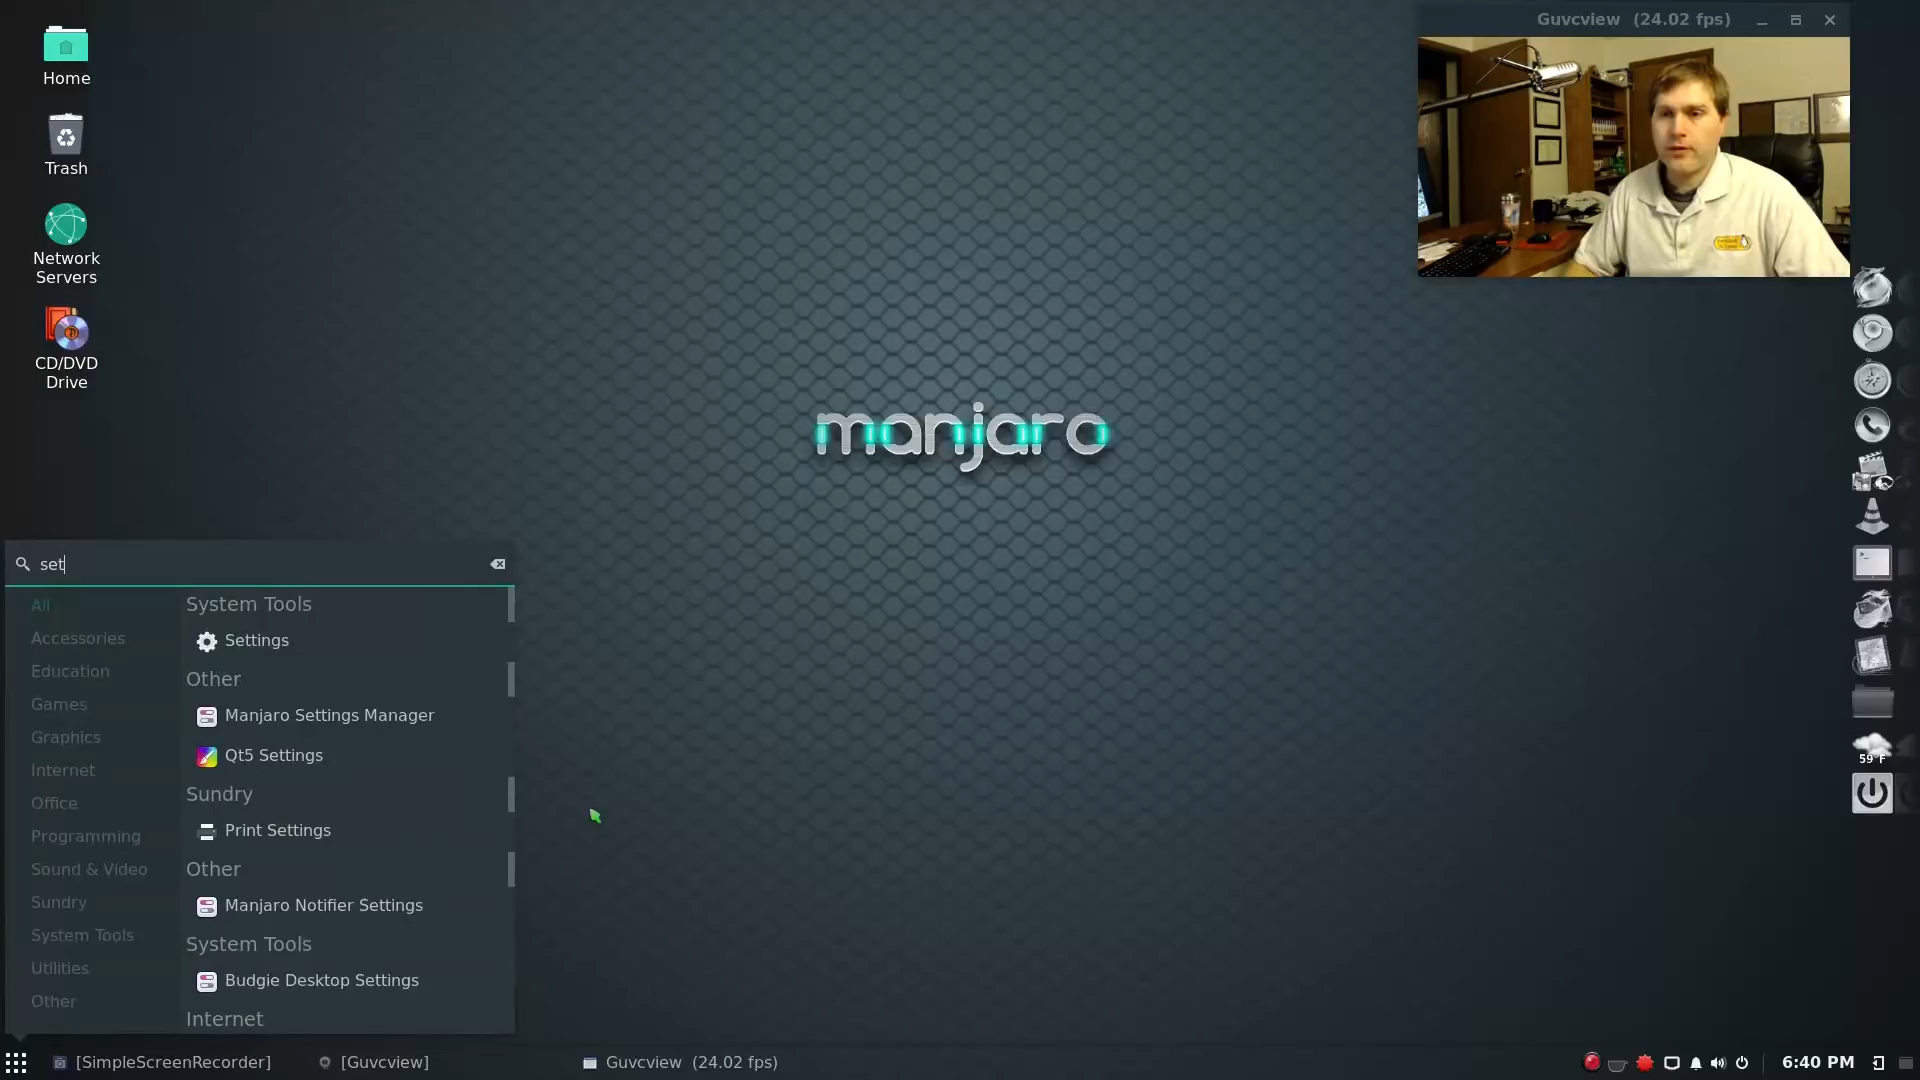 Guvcview (24.02 fps)
Home
Trash
Network
Servers
CD/DVD
Drive
manjaro
set
All
Accessories
Education
Games
Graphics
Internet
Office
Programming
Sound & Video
Sundry
System Tools
Utilities
Other
System Tools
Settings
Other
Manjaro Settings Manager
Qt5 Settings
Sundry
Print Settings
Other
Manjaro Notifier Settings
System Tools
Budgie Desktop Settings
Internet
59°F
[SimpleScreenRecorder]
[Guvcview]
Guvcview (24.02 fps)
6:40 PM